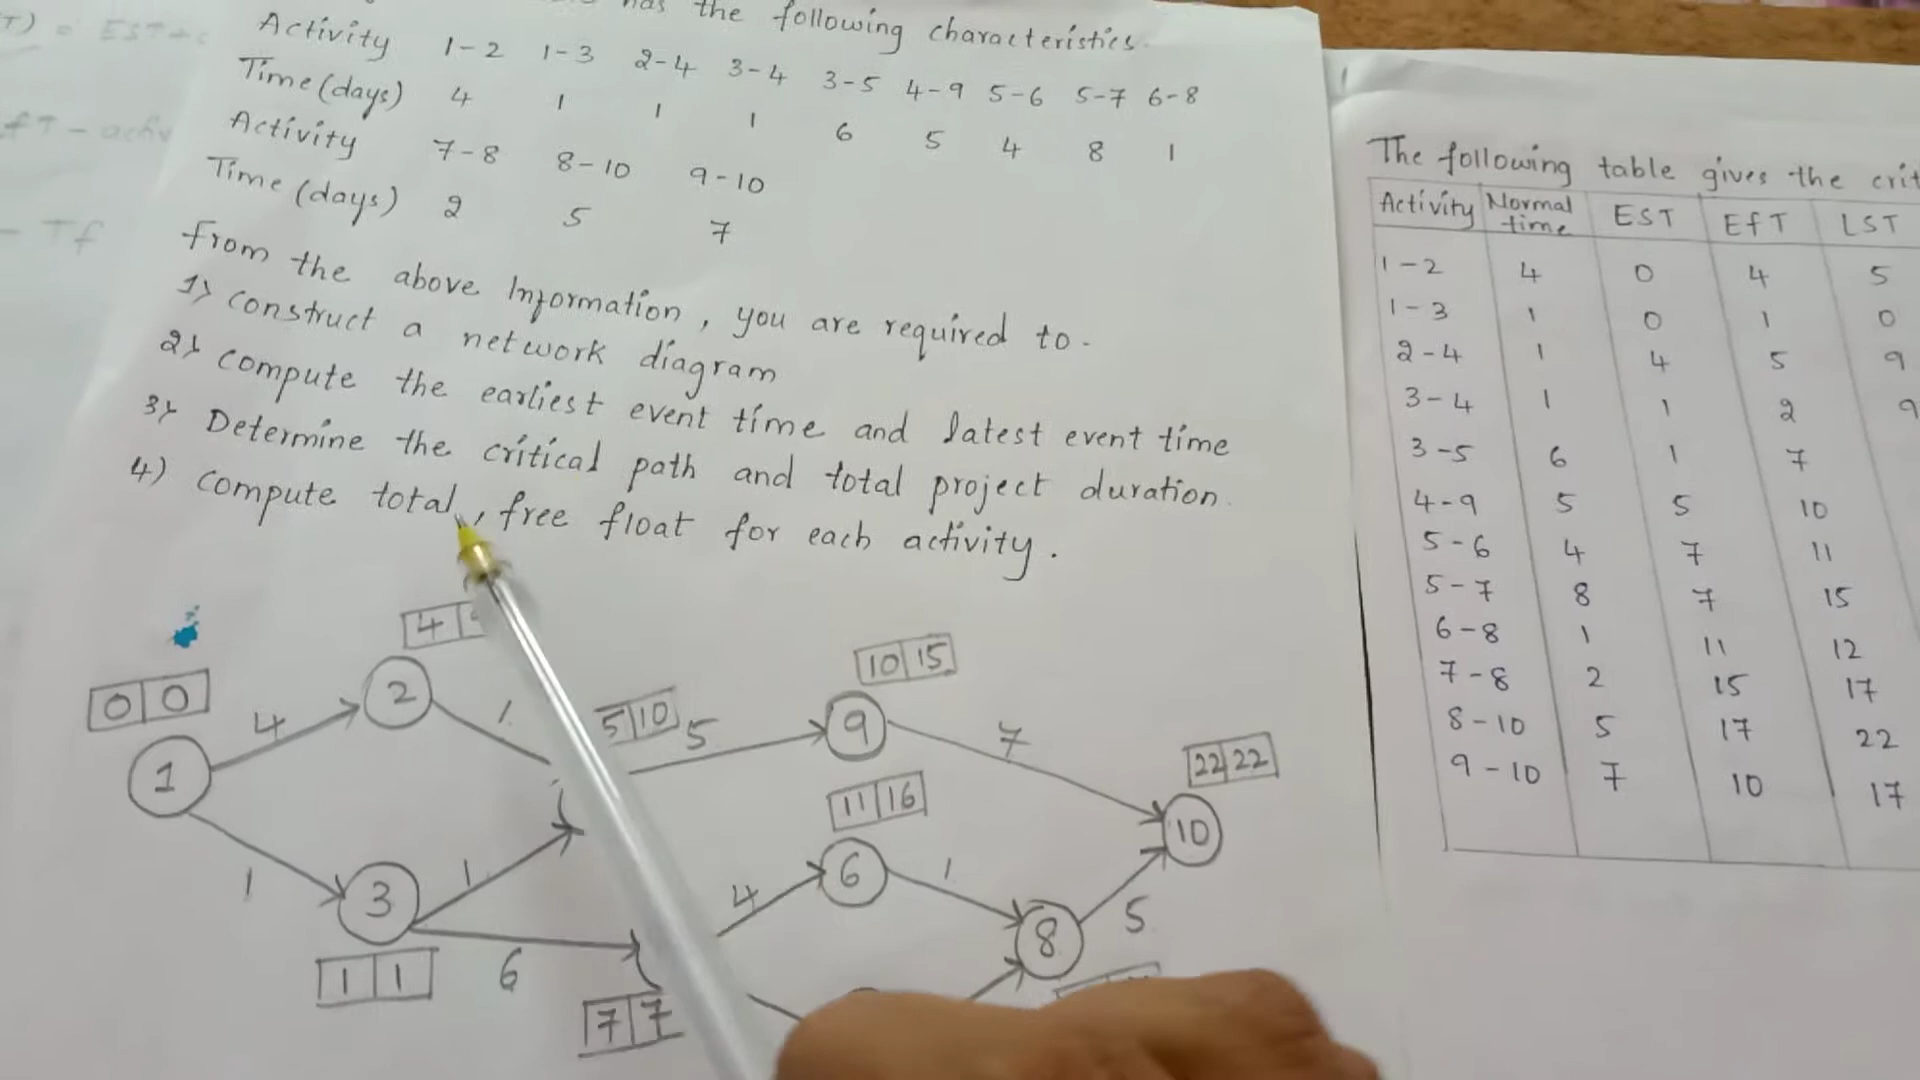 has the following characteristics.
Activity 1-2 1-3 2-4 3-4 3-5 4-9 5-6 5-7 6-8
Time (days) 4 1 1 1 6 5 4 8 1
Activity 7-8 8-10 9-10
Time (days) 2 5 7
from the above Information, you are required to -
1) construct a network diagram
2) compute the earliest event time and latest event time
3) Determine the critical path and total project duration.
4) compute total, free float for each activity.
4
0 0
4
2
1
5 10
5
10 15
9
7
22 22
1
11 16
10
1
3
1
4
6
1
8
5
1 1
6
7 7
T) = EST +
fT - activ
- Tf
The following table gives the crit
Activity Normal time EST EfT LST
1-2 4 0 4 5
1-3 1 0 1 0
2-4 1 4 5 9
3-4 1 1 2 9
3-5 6 1 7
4-9 5 5 10
5-6 4 7 11
5-7 8 7 15
6-8 1 11 12
7-8 2 15 17
8-10 5 17 22
9-10 7 10 17